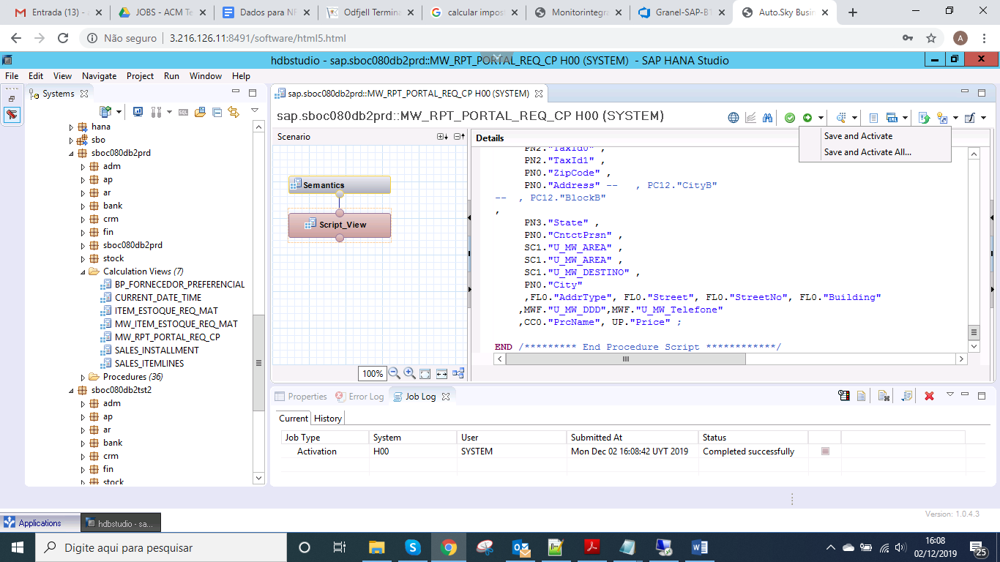 Entrada (13) - A
JOBS - ACM Te
Dados para NF
Odfjell Termina
calcular impost
Monitorintegra
Granel-SAP-B1
Auto.Sky Busin
Não seguro
3.216.126.11:8491/software/html5.html
A
hdbstudio - sap.sboc080db2prd::MW_RPT_PORTAL_REQ_CP H00 (SYSTEM) - SAP HANA Studio
File Edit View Navigate Project Run Window Help
Systems
SQL
hana
sbo
sboc080db2prd
adm
ap
ar
bank
crm
fin
sboc080db2prd
stock
Calculation Views (7)
BP_FORNECEDOR_PREFERENCIAL
CURRENT_DATE_TIME
ITEM_ESTOQUE_REQ_MAT
MW_ITEM_ESTOQUE_REQ_MAT
MW_RPT_PORTAL_REQ_CP
SALES_INSTALLMENT
SALES_ITEMLINES
Procedures (36)
sboc080db2tst2
adm
ap
ar
bank
crm
fin
stock
sap.sboc080db2prd::MW_RPT_PORTAL_REQ_CP H00 (SYSTEM)
sap.sboc080db2prd::MW_RPT_PORTAL_REQ_CP H00 (SYSTEM)
Save and Activate
Save and Activate All...
Scenario
Semantics
Script_View
100%
Details
PN2."TaxId0" ,
PN2."TaxId1" ,
PN0."ZipCode" ,
PN0."Address" -- , PC12."CityB"
-- , PC12."BlockB"
,
PN3."State" ,
PN0."CntctPrsn" ,
SC1."U_MW_AREA" ,
SC1."U_MW_AREA" ,
SC1."U_MW_DESTINO" ,
PN0."City"
,FL0."AddrType", FL0."Street", FL0."StreetNo", FL0."Building"
,MWF."U_MW_DDD",MWF."U_MW_Telefone"
,CC0."PrcName", UP."Price" ;
END /********* End Procedure Script ************/
Properties
Error Log
Job Log
Current
History
Job Type System User Submitted At Status
Activation H00 SYSTEM Mon Dec 02 16:08:42 UYT 2019 Completed successfully
Version: 1.0.4.3
Applications
hdbstudio - sa...
Digite aqui para pesquisar
16:08
02/12/2019
25